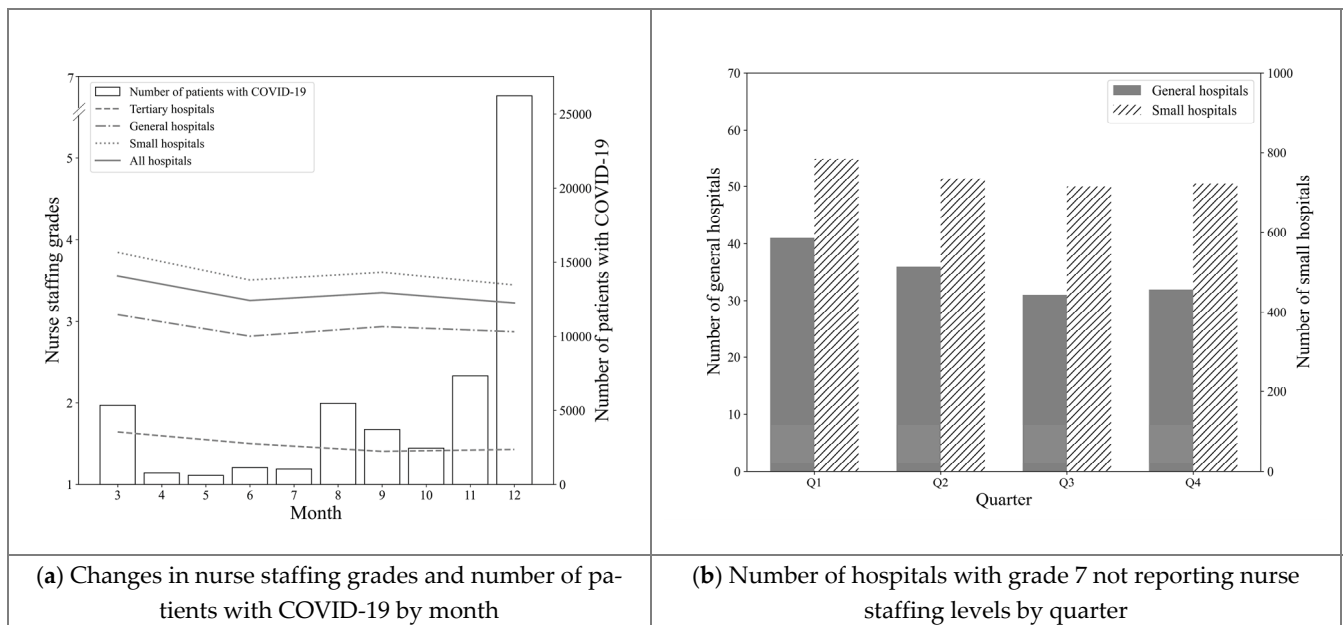 7
5
4
3
2
1
Nurse staffing grades
Number of patients with COVID-19
Tertiary hospitals
General hospitals
Small hospitals
All hospitals
25000
20000
15000
10000
5000
0
Number of patients with COVID-19
3 4 5 6 7 8 9 10 11 12
Month
(a) Changes in nurse staffing grades and number of pa-
tients with COVID-19 by month
70
60
50
40
30
20
10
0
Number of general hospitals
General hospitals
Small hospitals
1000
800
600
400
200
0
Number of small hospitals
Q1 Q2 Q3 Q4
Quarter
(b) Number of hospitals with grade 7 not reporting nurse
staffing levels by quarter